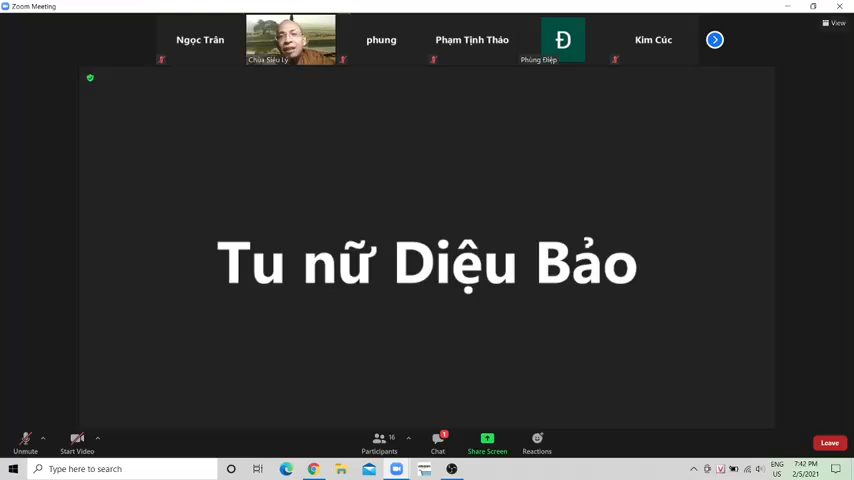 Zoom Meeting
View
Ngọc Trân
Chùa Siêu Lý
phung
Phạm Tịnh Thảo
Đ
Phùng Điệp
Kim Cúc
Tu nữ Diệu Bảo
Unmute
Start Video
Participants
16
Chat
1
Share Screen
Reactions
Leave
Type here to search
ENG
US
7:42 PM
2/5/2021